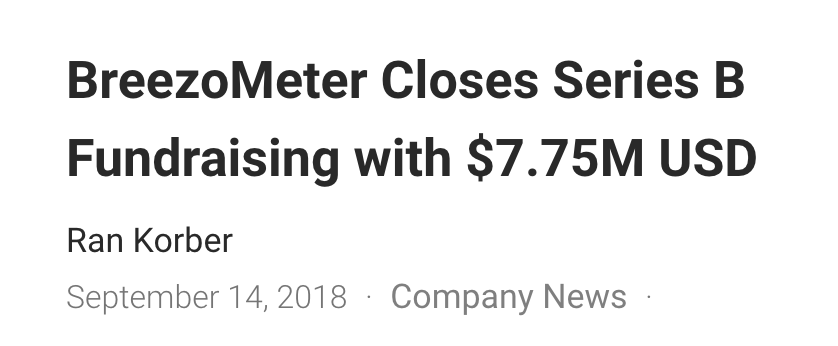 BreezoMeter Closes Series B
Fundraising with $7.75M USD
Ran Korber
September 14, 2018 · Company News ·